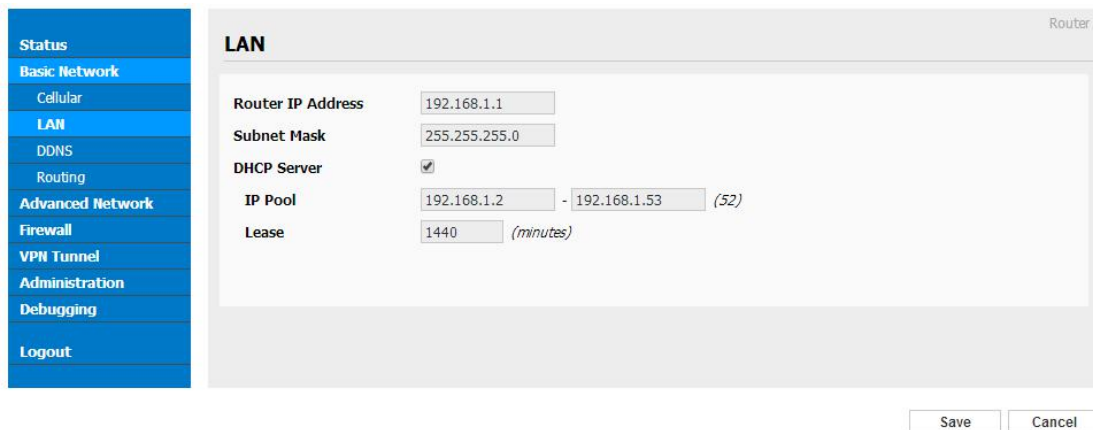 Router
Status
Basic Network
Cellular
LAN
DDNS
Routing
Advanced Network
Firewall
VPN Tunnel
Administration
Debugging
Logout
LAN
Router IP Address 192.168.1.1
Subnet Mask 255.255.255.0
DHCP Server
IP Pool 192.168.1.2 - 192.168.1.53 (52)
Lease 1440 (minutes)
Save Cancel